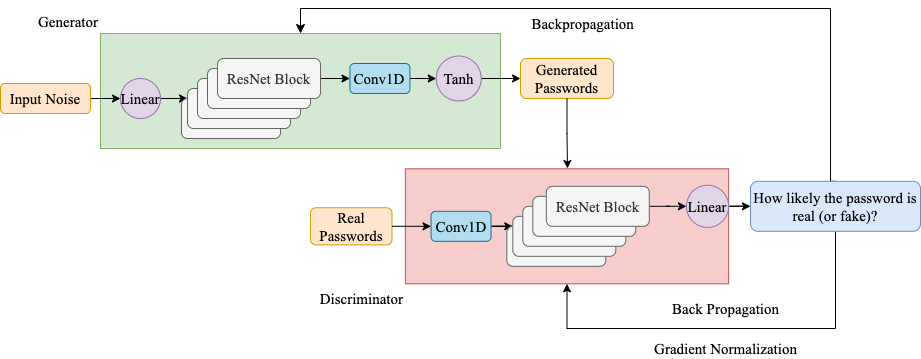 Generator
Backpropagation
Input Noise
Linear
ResNet Block
Conv1D
Tanh
Generated
Passwords
Real
Passwords
Conv1D
ResNet Block
Linear
How likely the password is
real (or fake)?
Discriminator
Back Propagation
Gradient Normalization